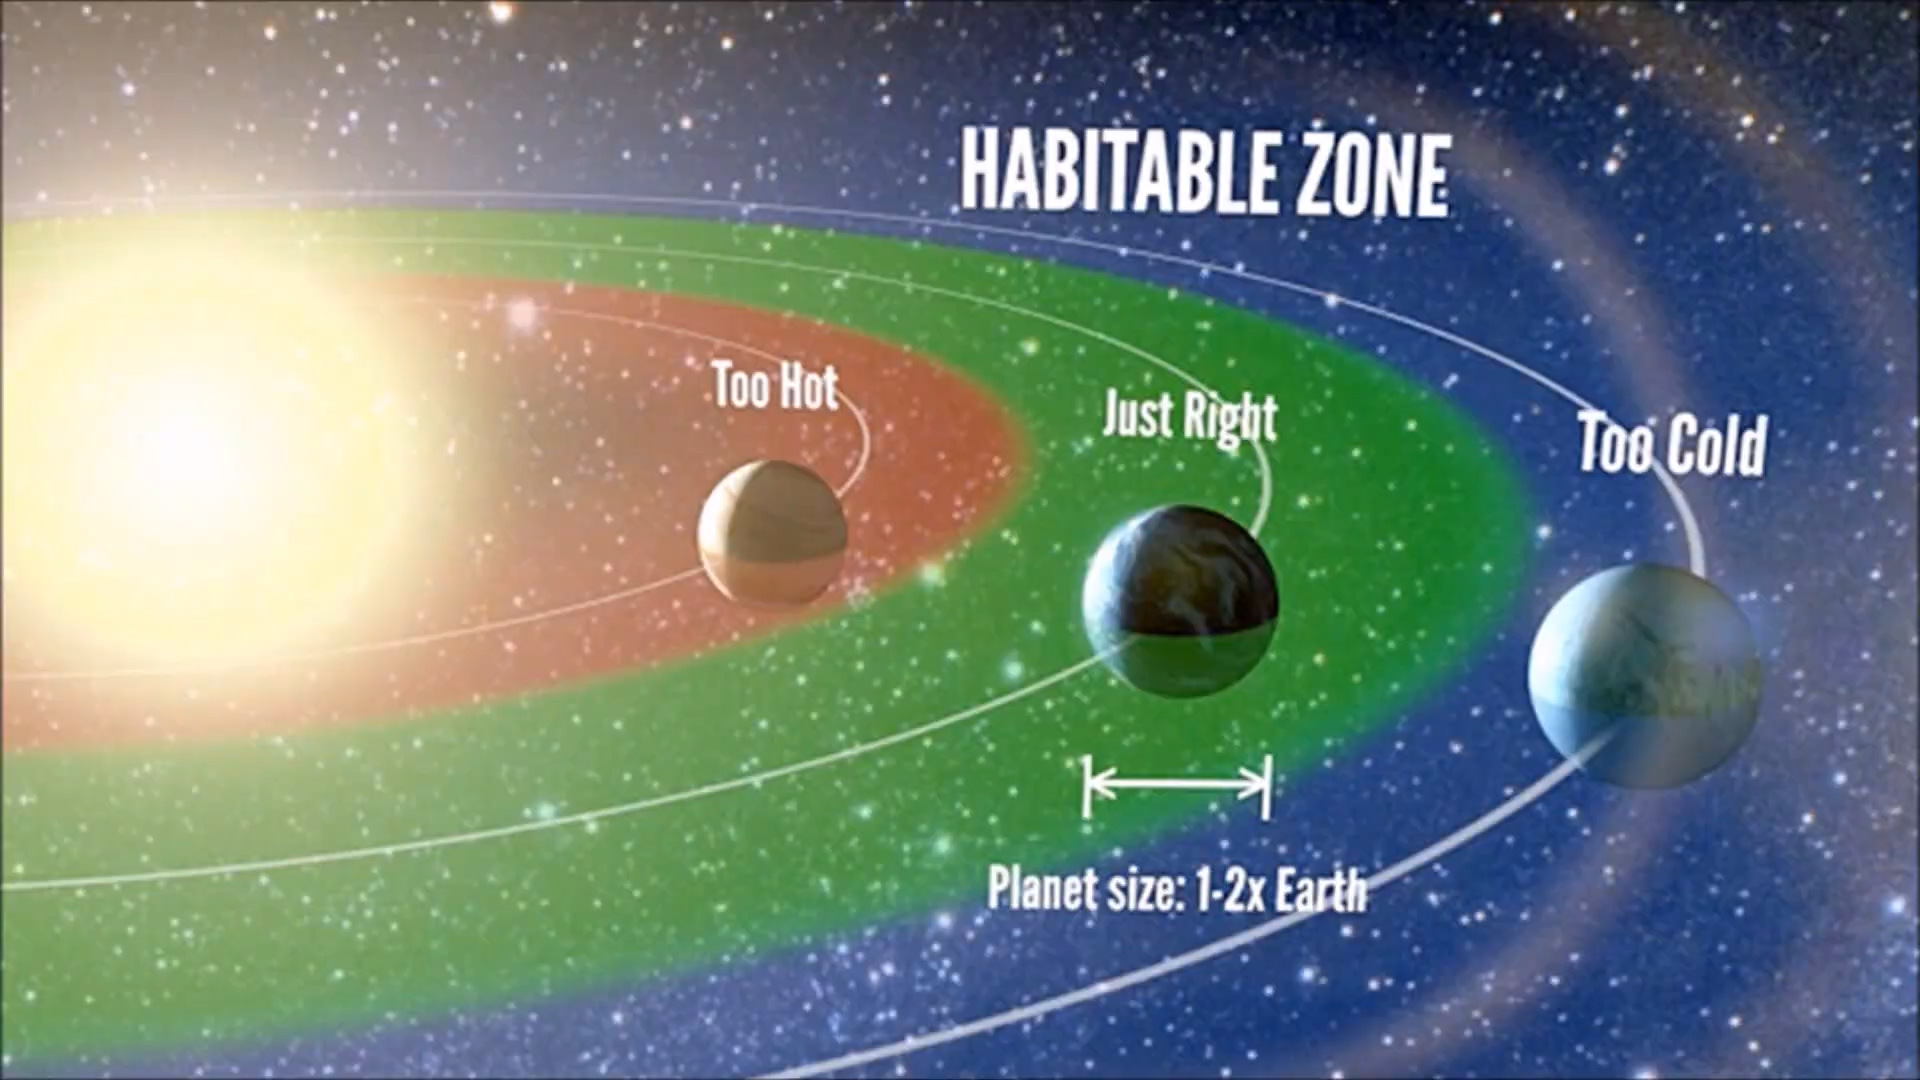 HABITABLE ZONE
Too Hot
Just Right
Too Cold
Planet size: 1-2x Earth